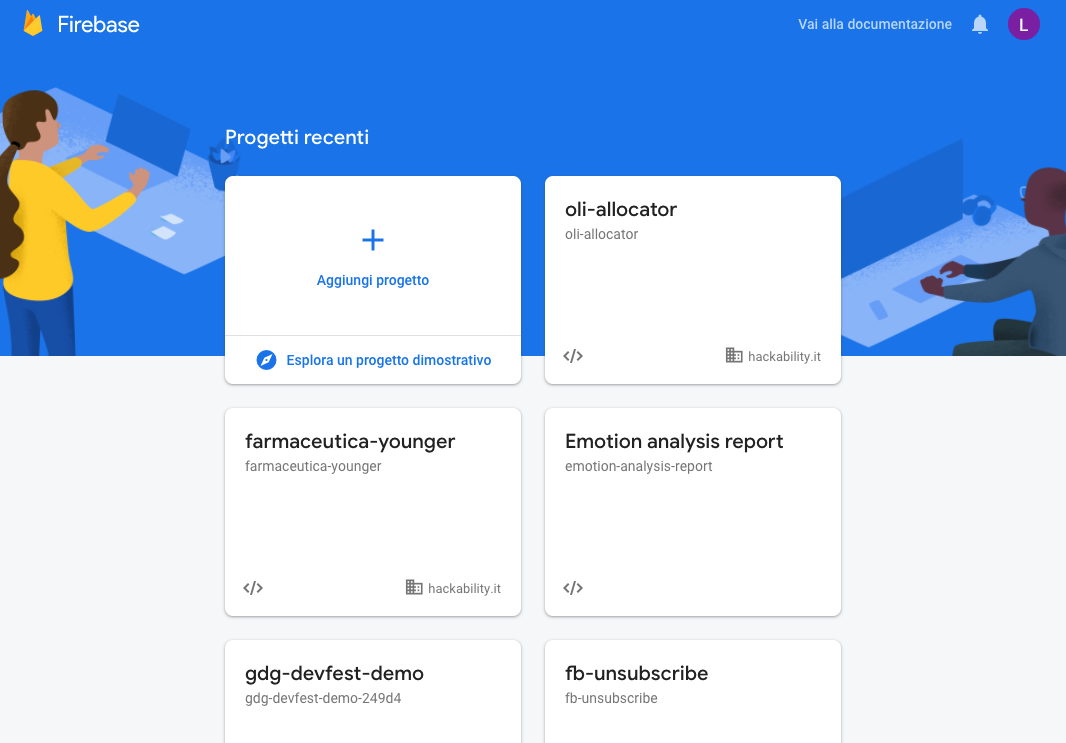 Firebase
Vai alla documentazione
L
Progetti recenti
Aggiungi progetto
Esplora un progetto dimostrativo
oli-allocator
oli-allocator
hackability.it
farmaceutica-younger
farmaceutica-younger
hackability.it
Emotion analysis report
emotion-analysis-report
gdg-devfest-demo
gdg-devfest-demo-249d4
fb-unsubscribe
fb-unsubscribe